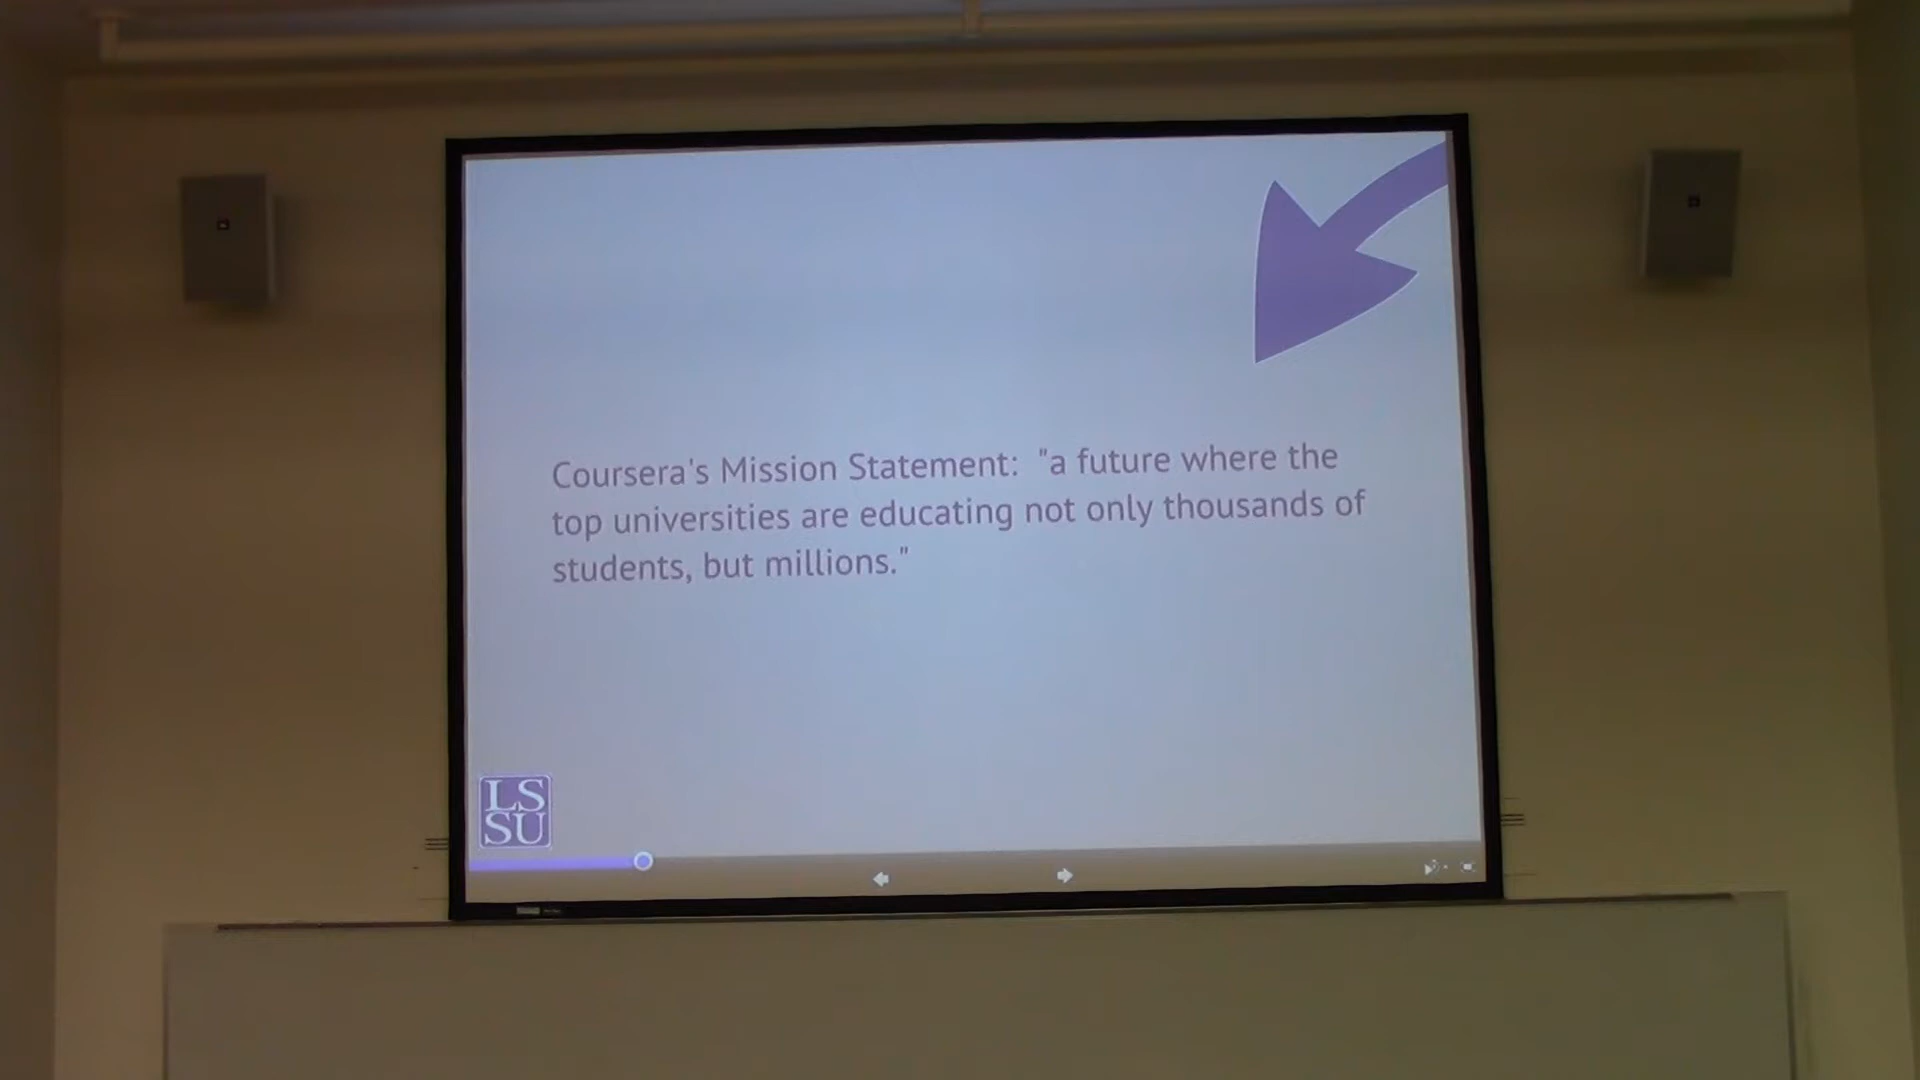 Coursera's Mission Statement:  "a future where the
top universities are educating not only thousands of
students, but millions."
LS
SU